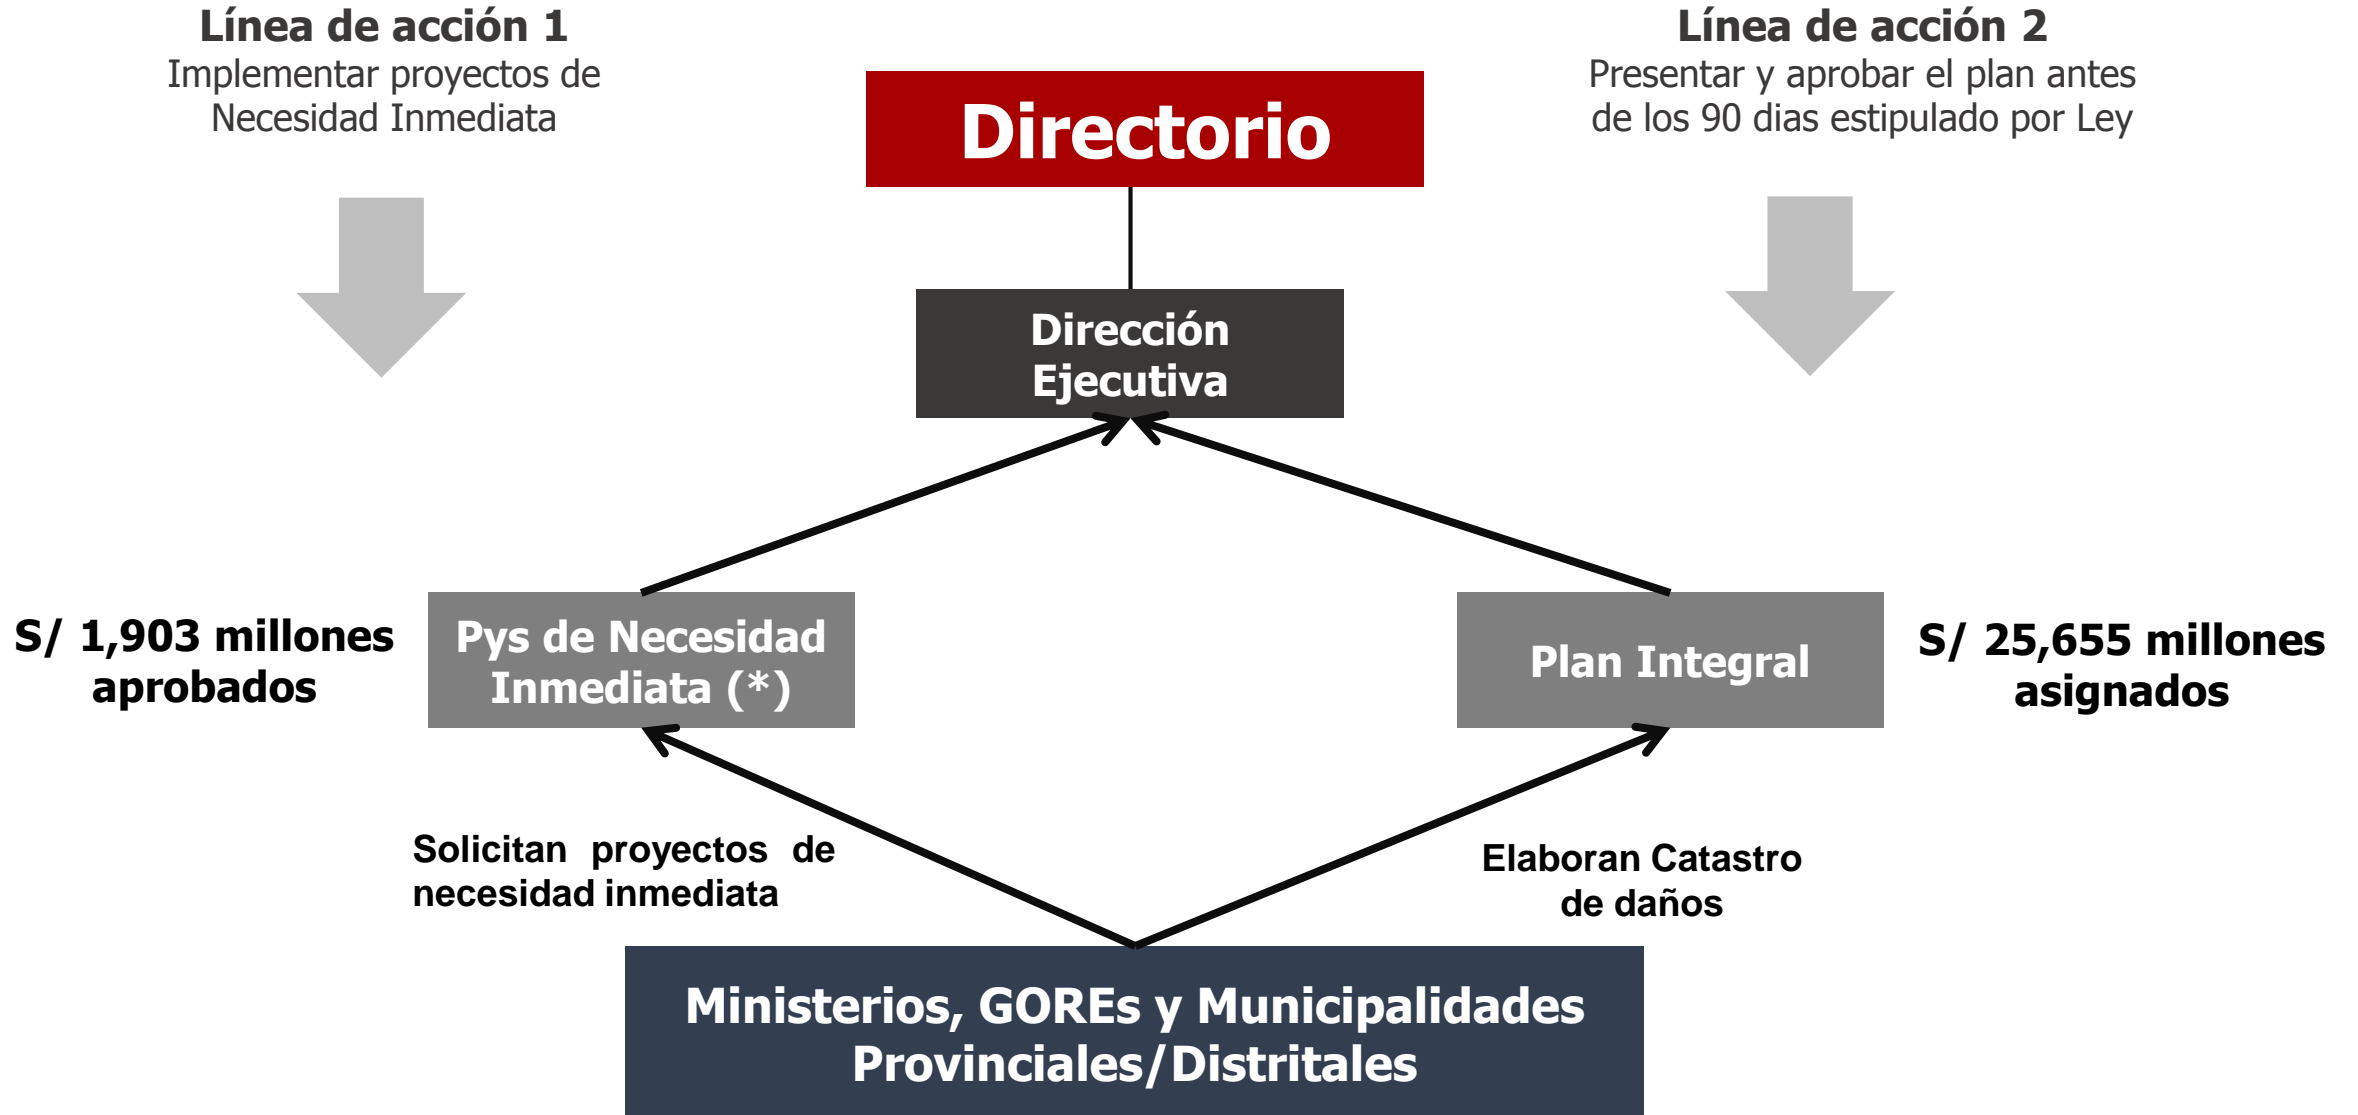 Línea de acción 1
Implementar proyectos de
Necesidad Inmediata
Línea de acción 2
Presentar y aprobar el plan antes
de los 90 dias estipulado por Ley
Directorio
Dirección
Ejecutiva
S/ 1,903 millones
aprobados
Pys de Necesidad
Inmediata (*)
Plan Integral
S/ 25,655 millones
asignados
Solicitan proyectos de
necesidad inmediata
Elaboran Catastro
de daños
Ministerios, GOREs y Municipalidades
Provinciales/Distritales